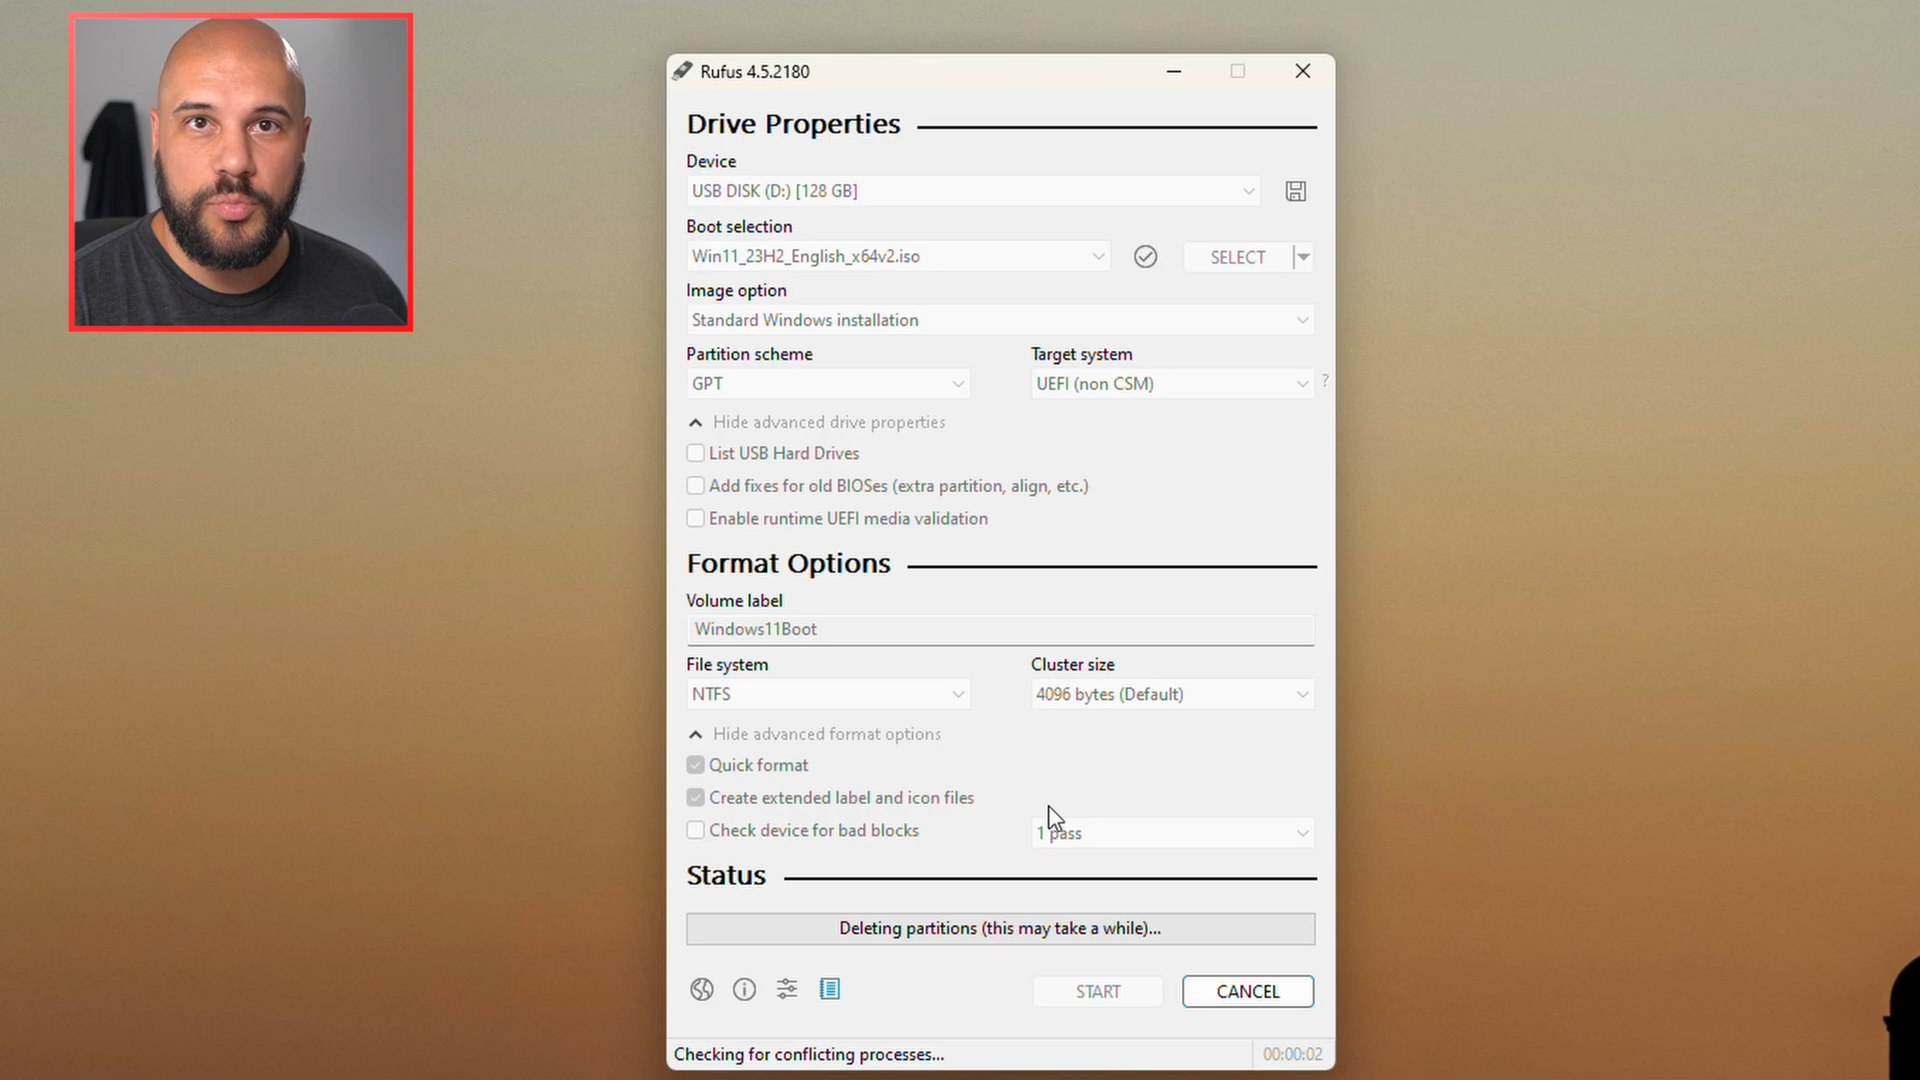 Rufus 4.5.2180
Drive Properties
Device
USB DISK (D:) [128 GB]
Boot selection
Win11_23H2_English_x64v2.iso
SELECT
Image option
Standard Windows installation
Partition scheme
Target system
GPT
UEFI (non CSM)
?
Hide advanced drive properties
List USB Hard Drives
Add fixes for old BIOSes (extra partition, align, etc.)
Enable runtime UEFI media validation
Format Options
Volume label
Windows11Boot
File system
Cluster size
NTFS
4096 bytes (Default)
Hide advanced format options
Quick format
Create extended label and icon files
Check device for bad blocks
1 pass
Status
Deleting partitions (this may take a while)...
START
CANCEL
Checking for conflicting processes...
00:00:02